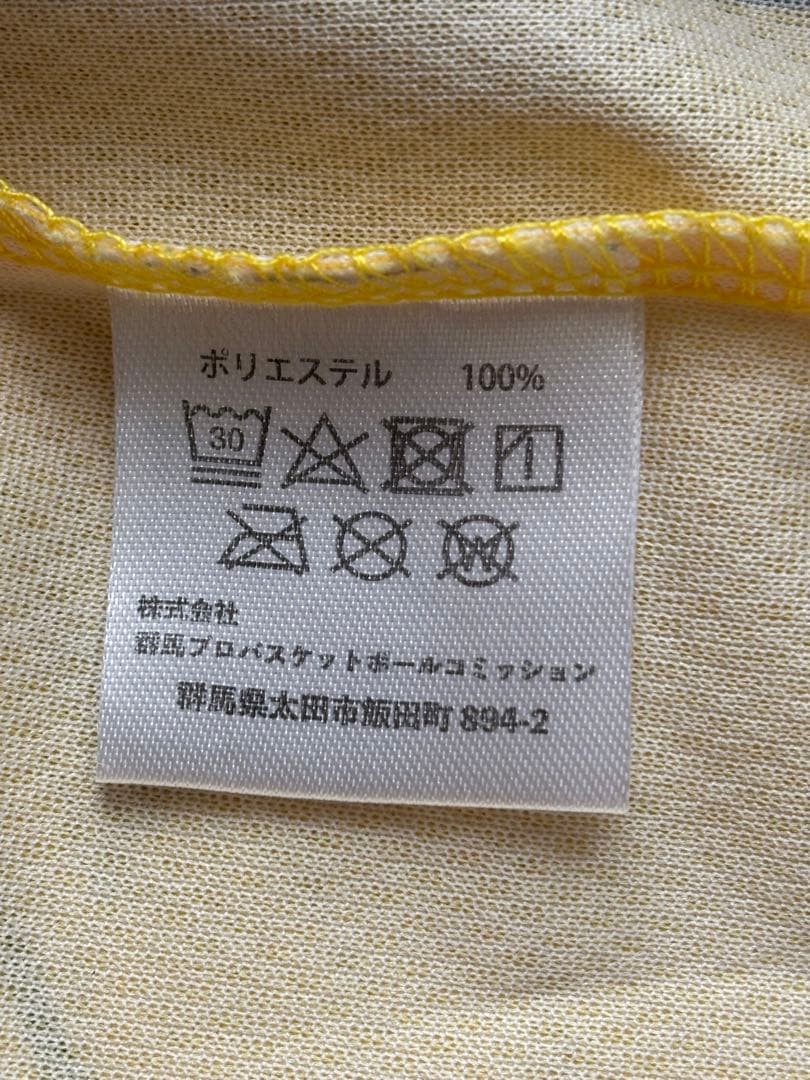 ポリエステル 100%
30
W
株式会社
群馬プロバスケットボールコミッション
群馬県太田市飯田町 894-2